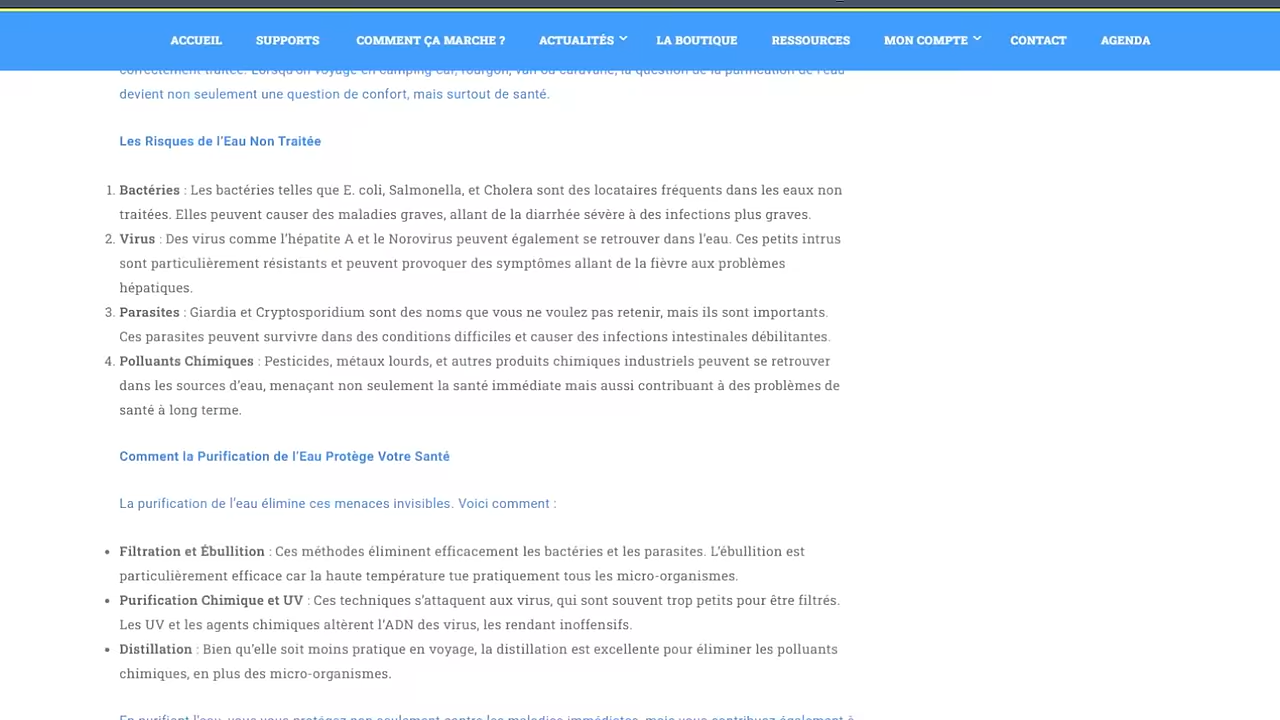 ACCUEIL SUPPORTS COMMENT ÇA MARCHE ? ACTUALITÉS LA BOUTIQUE RESSOURCES MON COMPTE CONTACT AGENDA
correctement traitée. Lorsqu'on voyage en camping-car, fourgon, van ou caravane, la question de la purification de l'eau
devient non seulement une question de confort, mais surtout de santé.
Les Risques de l'Eau Non Traitée
1. Bactéries : Les bactéries telles que E. coli, Salmonella, et Cholera sont des locataires fréquents dans les eaux non
traitées. Elles peuvent causer des maladies graves, allant de la diarrhée sévère à des infections plus graves.
2. Virus : Des virus comme l'hépatite A et le Norovirus peuvent également se retrouver dans l'eau. Ces petits intrus
sont particulièrement résistants et peuvent provoquer des symptômes allant de la fièvre aux problèmes
hépatiques.
3. Parasites : Giardia et Cryptosporidium sont des noms que vous ne voulez pas retenir, mais ils sont importants.
Ces parasites peuvent survivre dans des conditions difficiles et causer des infections intestinales débilitantes.
4. Polluants Chimiques : Pesticides, métaux lourds, et autres produits chimiques industriels peuvent se retrouver
dans les sources d'eau, menaçant non seulement la santé immédiate mais aussi contribuant à des problèmes de
santé à long terme.
Comment la Purification de l'Eau Protège Votre Santé
La purification de l'eau élimine ces menaces invisibles. Voici comment :
• Filtration et Ébullition : Ces méthodes éliminent efficacement les bactéries et les parasites. L'ébullition est
particulièrement efficace car la haute température tue pratiquement tous les micro-organismes.
• Purification Chimique et UV : Ces techniques s'attaquent aux virus, qui sont souvent trop petits pour être filtrés.
Les UV et les agents chimiques altèrent l'ADN des virus, les rendant inoffensifs.
• Distillation : Bien qu'elle soit moins pratique en voyage, la distillation est excellente pour éliminer les polluants
chimiques, en plus des micro-organismes.
En purifiant l'eau, vous vous protégez non seulement contre les maladies immédiates, mais vous contribuez également à